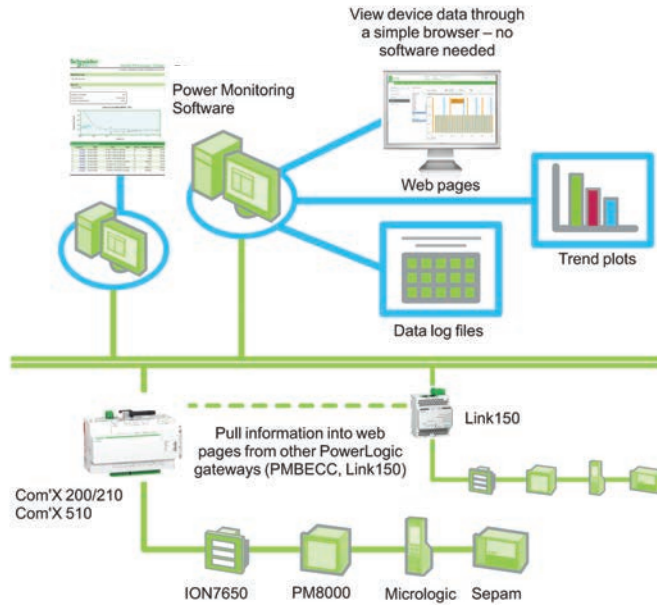 View device data through
a simple browser – no
software needed
Schneider
Power Monitoring
Software
Web pages
Trend plots
Data log files
Link150
Pull information into web
pages from other PowerLogic
gateways (PMBECC, Link150)
Com'X 200/210
Com'X 510
ION7650
PM8000
Micrologic
Sepam